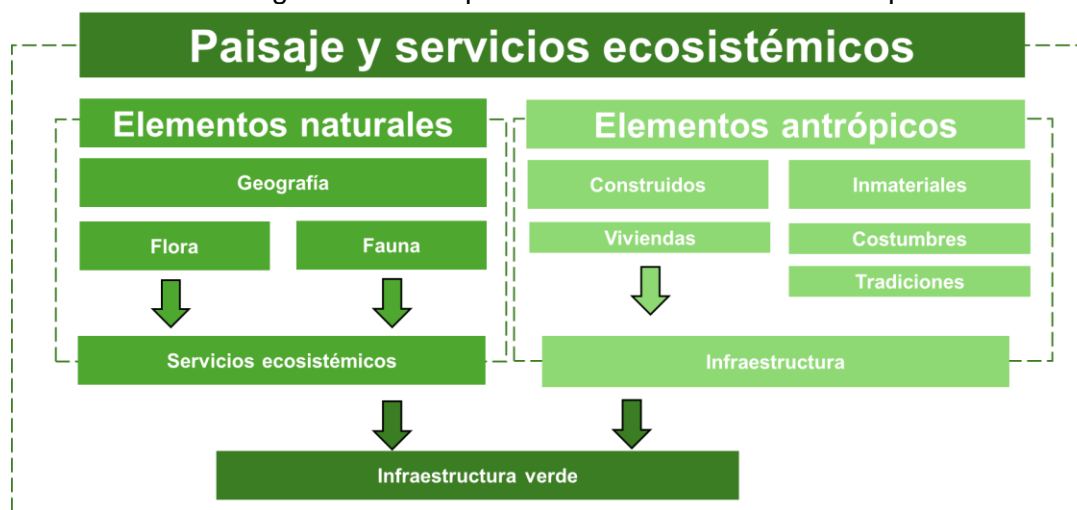 Paisaje y servicios ecosistémicos
Elementos naturales
Geografía
Flora
Fauna
Servicios ecosistémicos
Elementos antrópicos
Construidos
Inmateriales
Viviendas
Costumbres
Tradiciones
Infraestructura
Infraestructura verde